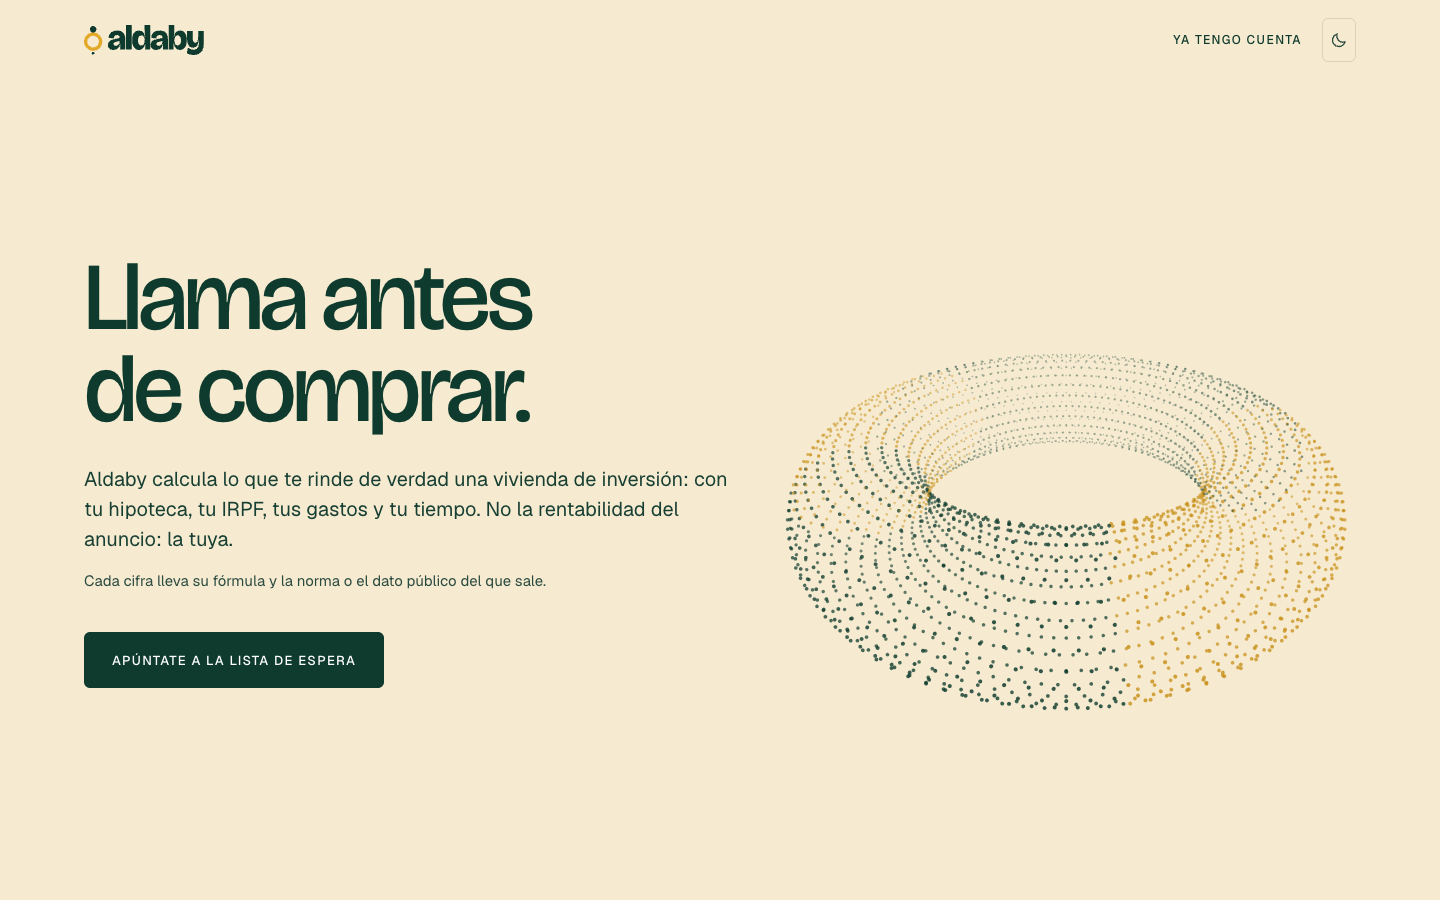 aldaby
YA TENGO CUENTA
Llama antes
de comprar.
Aldaby calcula lo que te rinde de verdad una vivienda de inversión: con
tu hipoteca, tu IRPF, tus gastos y tu tiempo. No la rentabilidad del
anuncio: la tuya.
Cada cifra lleva su fórmula y la norma o el dato público del que sale.
APÚNTATE A LA LISTA DE ESPERA